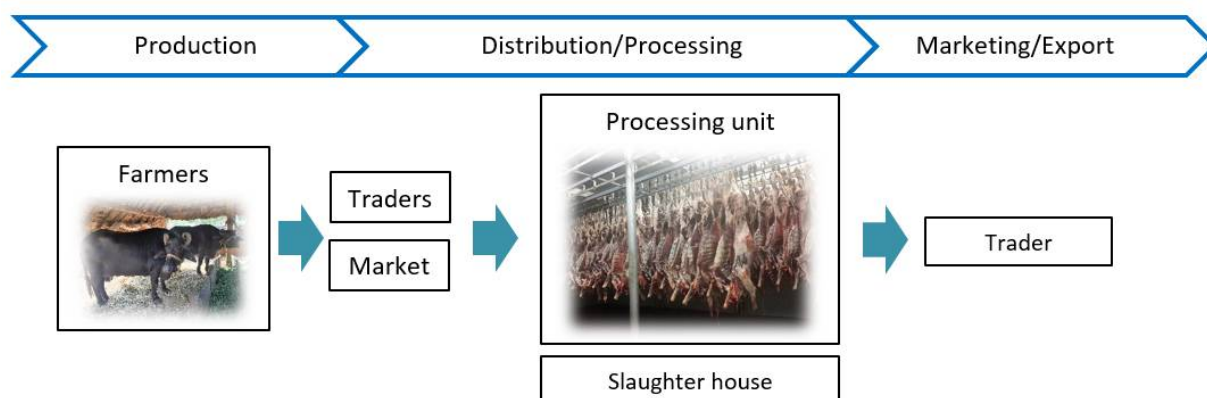 Production
Distribution/Processing
Marketing/Export
Farmers
Traders
Market
Processing unit
Slaughter house
Trader